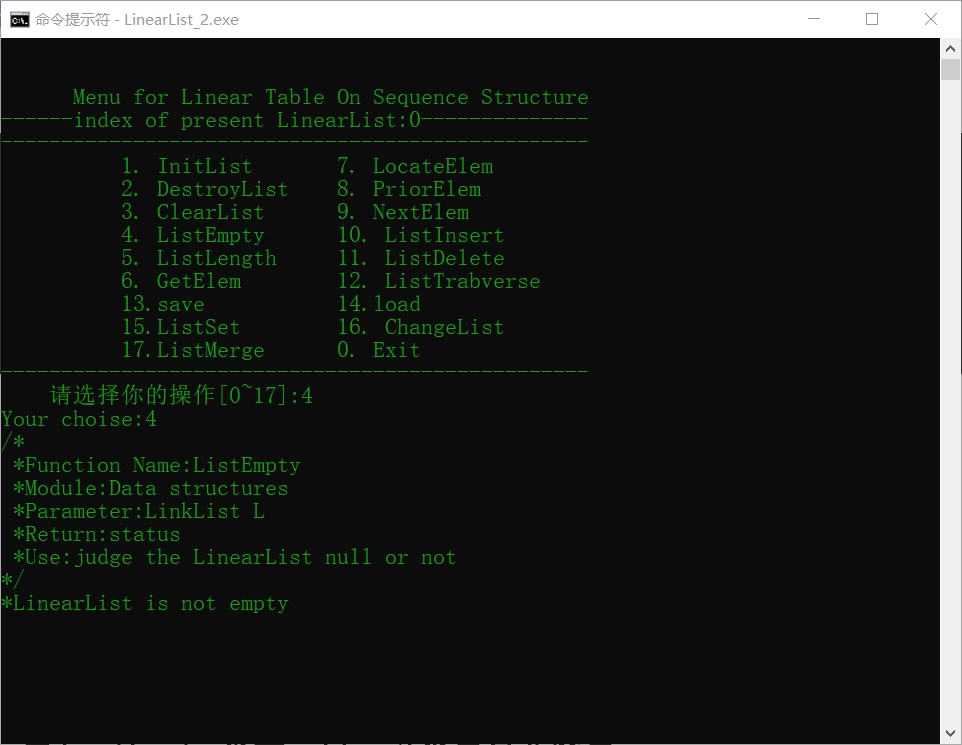 命令提示符 - LinearList_2.exe
Menu for Linear Table On Sequence Structure
------index of present LinearList:0--------------
-------------------------------------------------
1. InitList 7. LocateElem
2. DestroyList 8. PriorElem
3. ClearList 9. NextElem
4. ListEmpty 10. ListInsert
5. ListLength 11. ListDelete
6. GetElem 12. ListTrabverse
13.save 14.load
15.ListSet 16. ChangeList
17.ListMerge 0. Exit
-------------------------------------------------
请选择你的操作[0~17]:4
Your choise:4
/*
*Function Name:ListEmpty
*Module:Data structures
*Parameter:LinkList L
*Return:status
*Use:judge the LinearList null or not
*/
*LinearList is not empty